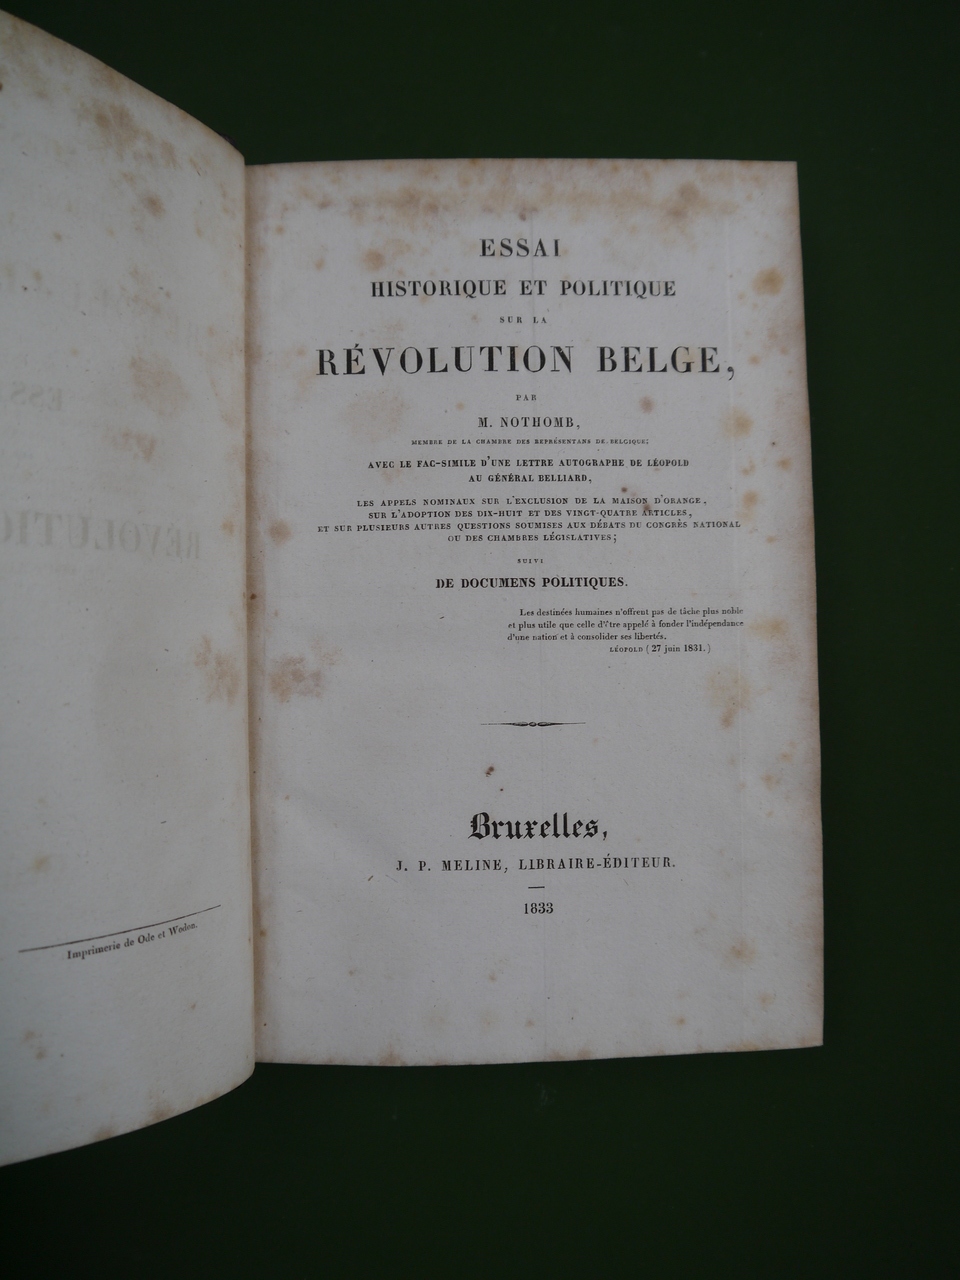 Imprimerie de Ode et Wodon.
ESSAI
HISTORIQUE ET POLITIQUE
SUR LA
RÉVOLUTION BELGE,
PAR
M. NOTHOMB,
MEMBRE DE LA CHAMBRE DES REPRÉSENTANS DE BELGIQUE;
AVEC LE FAC-SIMILE D'UNE LETTRE AUTOGRAPHE DE LÉOPOLD
AU GÉNÉRAL BELLIARD,
LES APPELS NOMINAUX SUR L'EXCLUSION DE LA MAISON D'ORANGE,
SUR L'ADOPTION DES DIX-HUIT ET DES VINGT-QUATRE ARTICLES,
ET SUR PLUSIEURS AUTRES QUESTIONS SOUMISES AUX DÉBATS DU CONGRÈS NATIONAL
OU DES CHAMBRES LÉGISLATIVES;
SUIVI
DE DOCUMENS POLITIQUES.
Les destinées humaines n'offrent pas de tâche plus noble
et plus utile que celle d'être appelé à fonder l'indépendance
d'une nation et à consolider ses libertés.
LÉOPOLD (27 juin 1831.)
Bruxelles,
J. P. MELINE, LIBRAIRE-ÉDITEUR.
1833